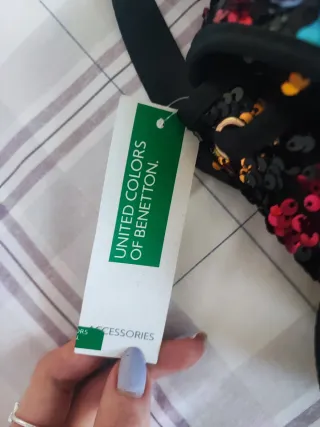 UNITED COLORS
OF BENETTON.
ACCESSORIES